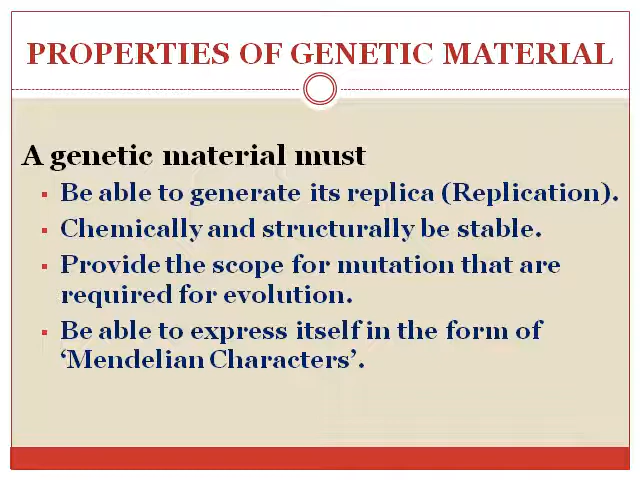 PROPERTIES OF GENETIC MATERIAL
A genetic material must
▪ Be able to generate its replica (Replication).
▪ Chemically and structurally be stable.
▪ Provide the scope for mutation that are
required for evolution.
▪ Be able to express itself in the form of
‘Mendelian Characters’.